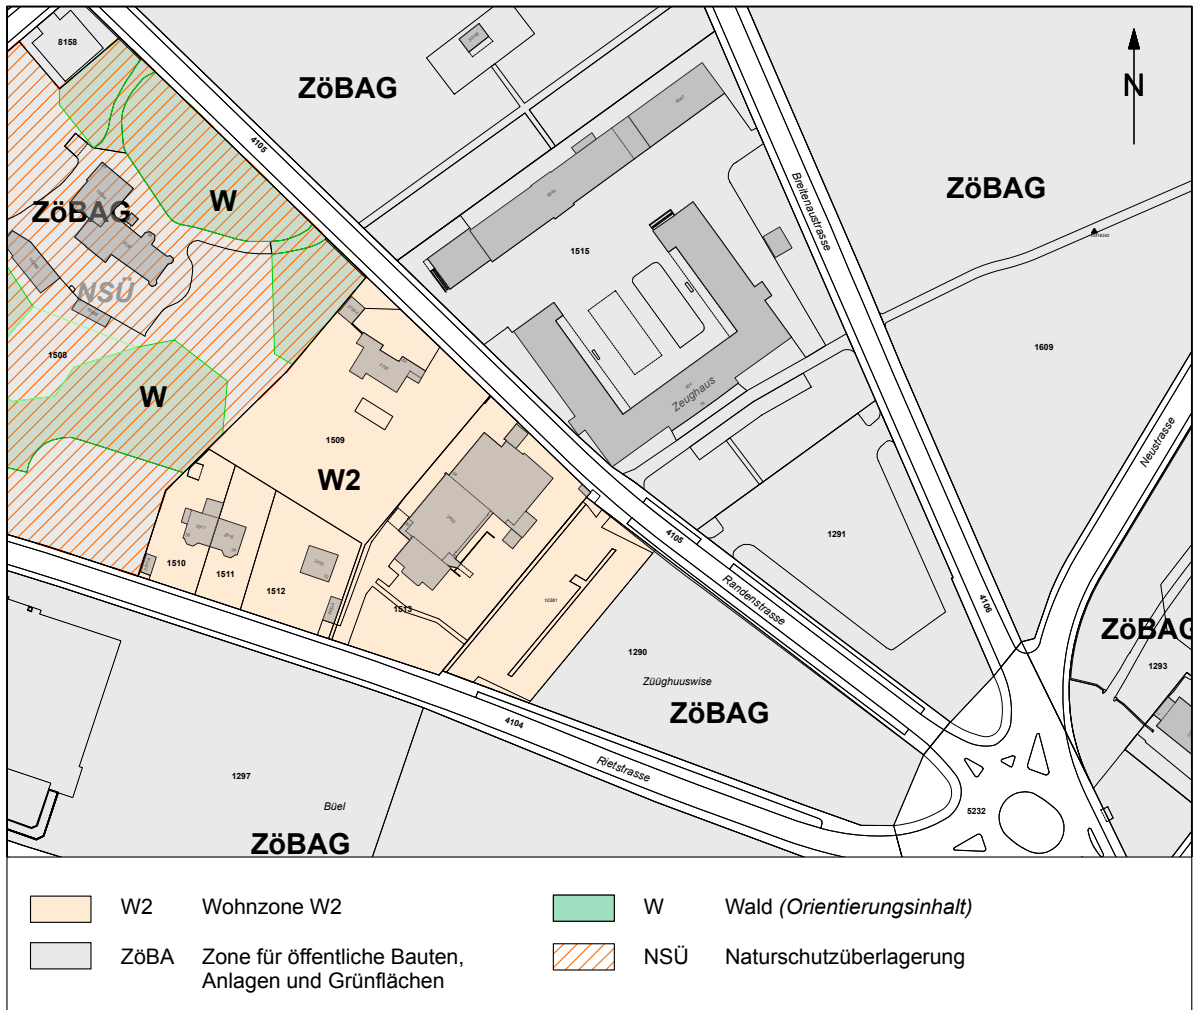 8158
ZöBAG
N
4105
ZöBAG
Breitenaustrasse
W
ZöBAG
1515
NSÜ
1508
1609
W
Zeughaus
Neustrasse
1509
W2
1291
4105
Randenstrasse
4106
1510
1511
1512
1513
10361
ZöBAG
1290
1293
Züüghuuswise
ZöBAG
4104
Rietstrasse
1297
Büel
5232
ZöBAG
W2 Wohnzone W2 W Wald (Orientierungsinhalt)
ZöBA Zone für öffentliche Bauten, NSÜ Naturschutzüberlagerung
Anlagen und Grünflächen